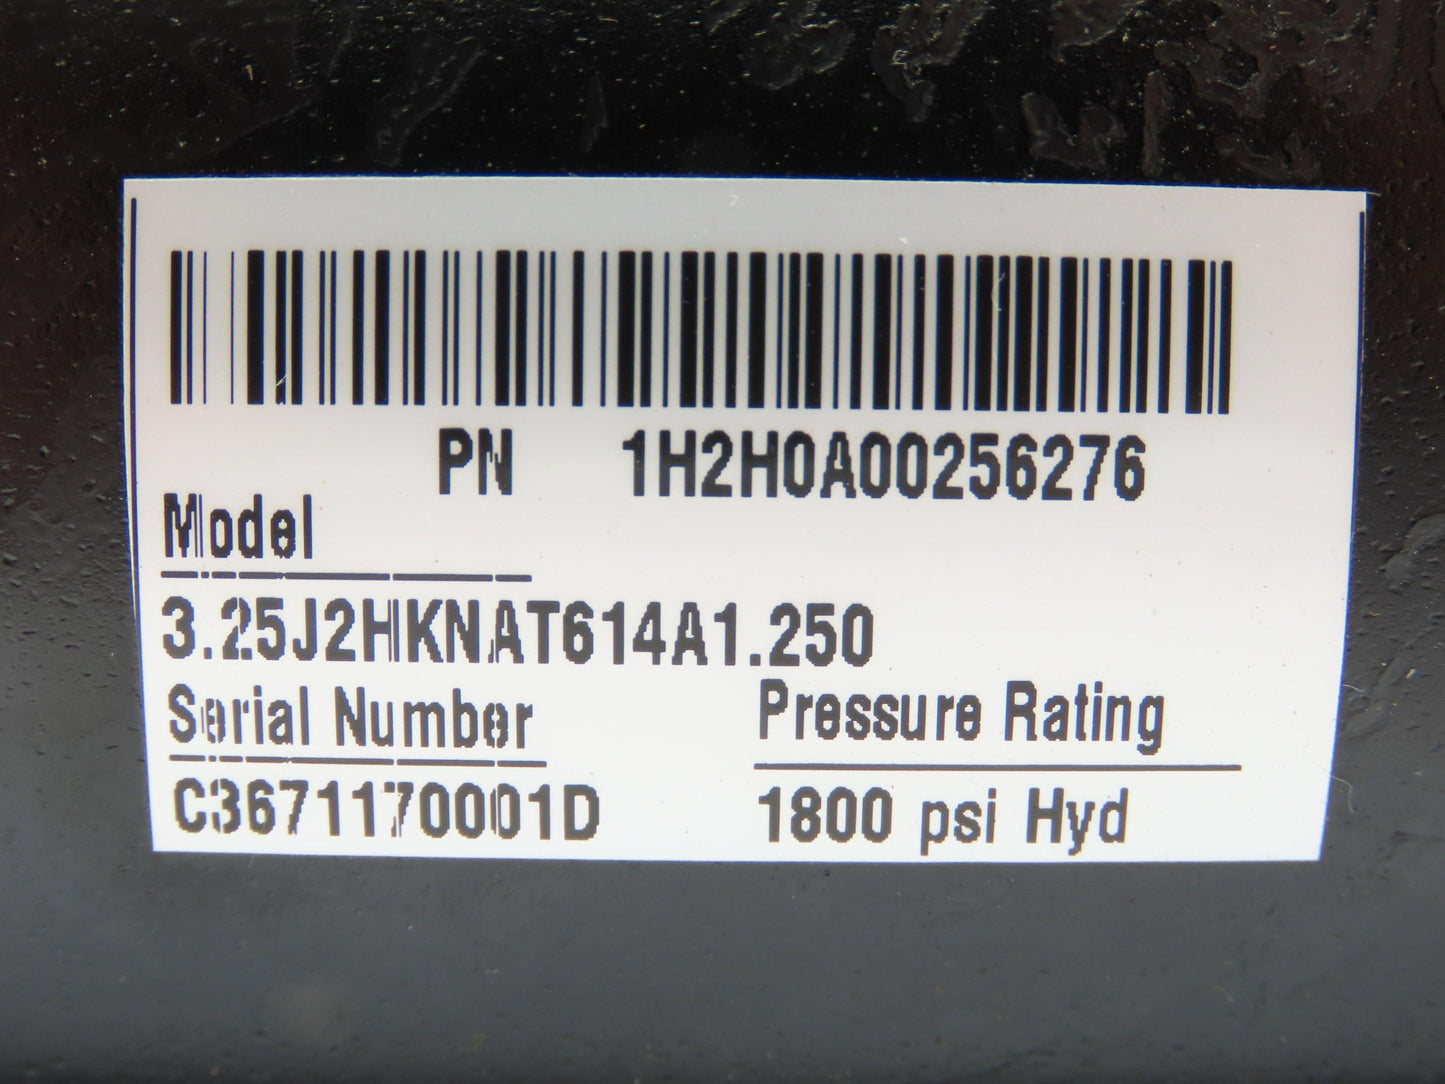 PN 1H2H0A00256276
Model
3.25J2HKNAT614A1.250
Serial Number Pressure Rating
C3671170001D 1800 psi Hyd